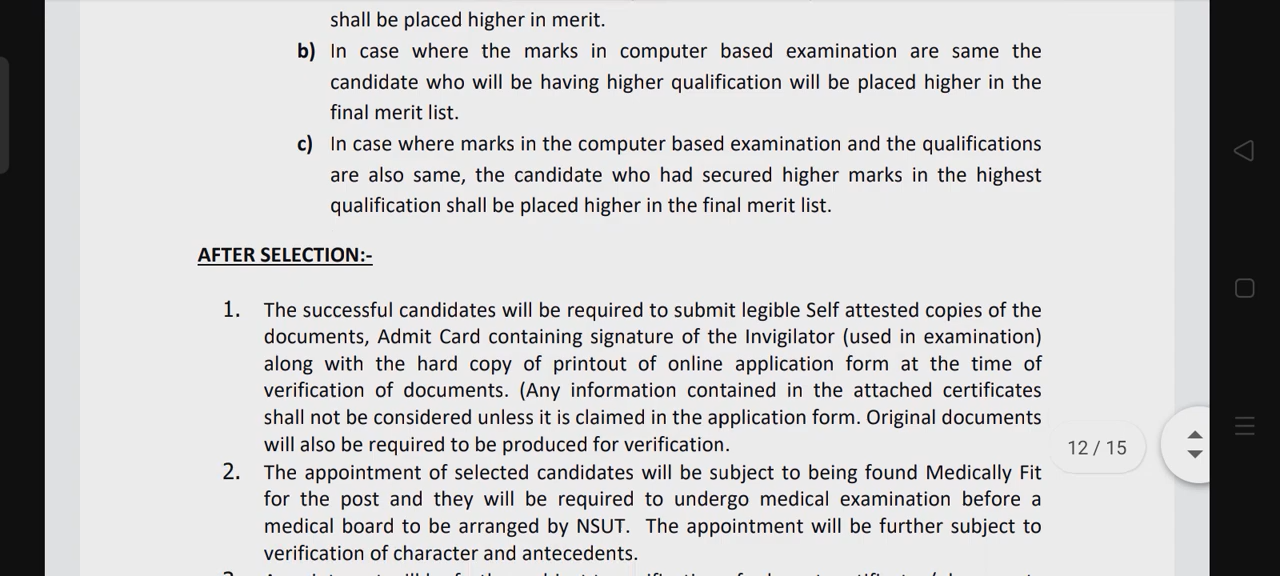 shall be placed higher in merit.
b) In case where the marks in computer based examination are same the
candidate who will be having higher qualification will be placed higher in the
final merit list.
c) In case where marks in the computer based examination and the qualifications
are also same, the candidate who had secured higher marks in the highest
qualification shall be placed higher in the final merit list.
AFTER SELECTION:-
1. The successful candidates will be required to submit legible Self attested copies of the
documents, Admit Card containing signature of the Invigilator (used in examination)
along with the hard copy of printout of online application form at the time of
verification of documents. (Any information contained in the attached certificates
shall not be considered unless it is claimed in the application form. Original documents
will also be required to be produced for verification.
2. The appointment of selected candidates will be subject to being found Medically Fit
for the post and they will be required to undergo medical examination before a
medical board to be arranged by NSUT. The appointment will be further subject to
verification of character and antecedents.
12 / 15